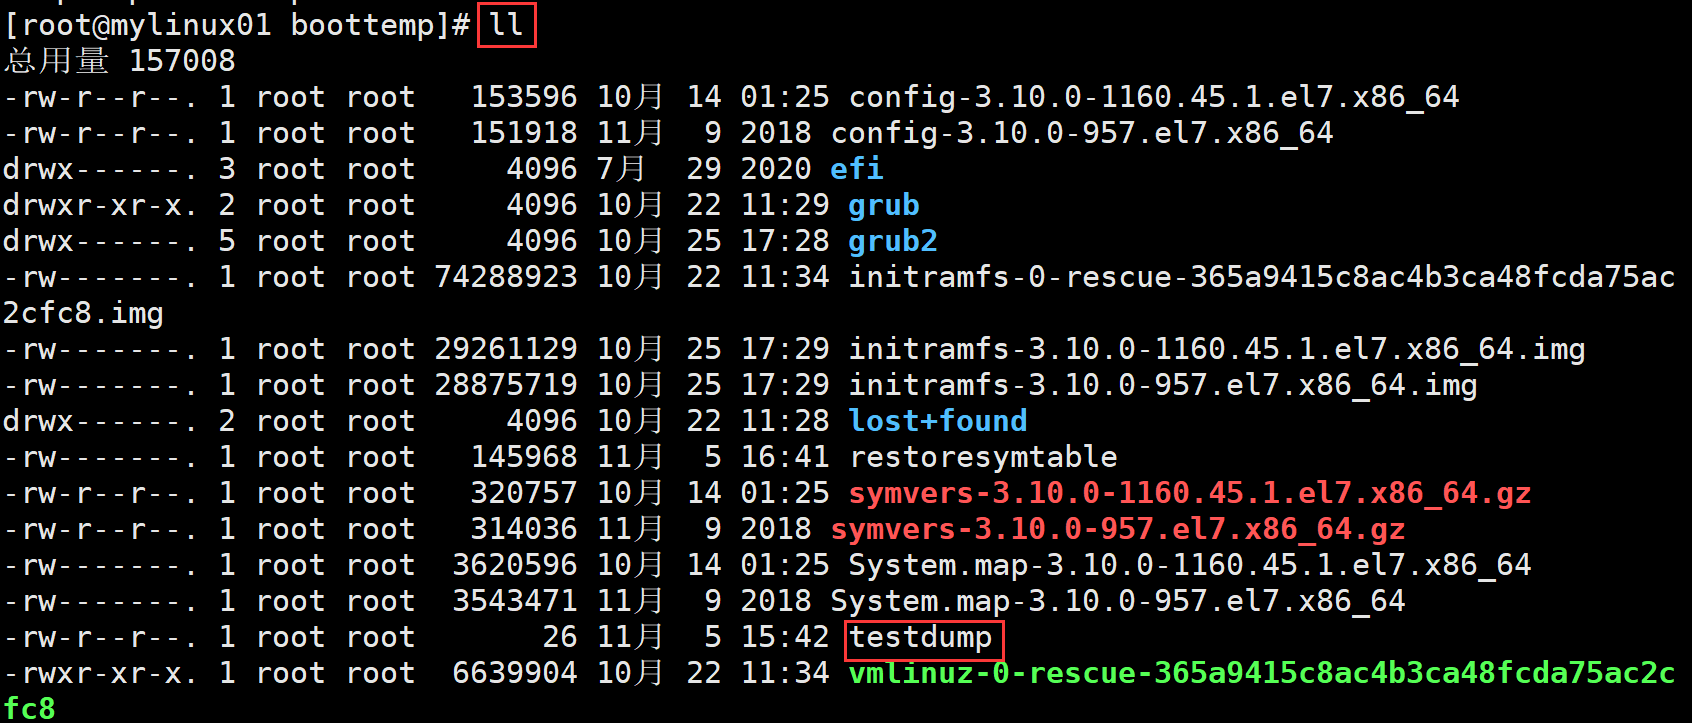 [root@mylinux01 boottemp]# ll
总用量 157008
-rw-r--r--. 1 root root   153596 10月 14 01:25 config-3.10.0-1160.45.1.el7.x86_64
-rw-r--r--. 1 root root   151918 11月  9 2018 config-3.10.0-957.el7.x86_64
drwx------. 3 root root     4096 7月  29 2020 efi
drwxr-xr-x. 2 root root     4096 10月 22 11:29 grub
drwx------. 5 root root     4096 10月 25 17:28 grub2
-rw-------. 1 root root 74288923 10月 22 11:34 initramfs-0-rescue-365a9415c8ac4b3ca48fcda75ac
2cfc8.img
-rw-------. 1 root root 29261129 10月 25 17:29 initramfs-3.10.0-1160.45.1.el7.x86_64.img
-rw-------. 1 root root 28875719 10月 25 17:29 initramfs-3.10.0-957.el7.x86_64.img
drwx------. 2 root root     4096 10月 22 11:28 lost+found
-rw-------. 1 root root   145968 11月  5 16:41 restoresymtable
-rw-r--r--. 1 root root   320757 10月 14 01:25 symvers-3.10.0-1160.45.1.el7.x86_64.gz
-rw-r--r--. 1 root root   314036 11月  9 2018 symvers-3.10.0-957.el7.x86_64.gz
-rw-------. 1 root root  3620596 10月 14 01:25 System.map-3.10.0-1160.45.1.el7.x86_64
-rw-------. 1 root root  3543471 11月  9 2018 System.map-3.10.0-957.el7.x86_64
-rw-r--r--. 1 root root       26 11月  5 15:42 testdump
-rwxr-xr-x. 1 root root  6639904 10月 22 11:34 vmlinuz-0-rescue-365a9415c8ac4b3ca48fcda75ac2c
fc8